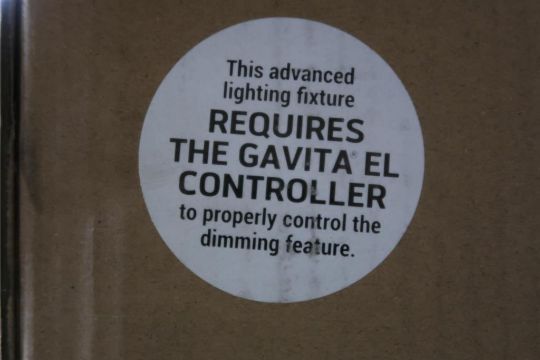 This advanced
lighting fixture
REQUIRES
THE GAVITA EL
CONTROLLER
to properly control the
dimming feature.